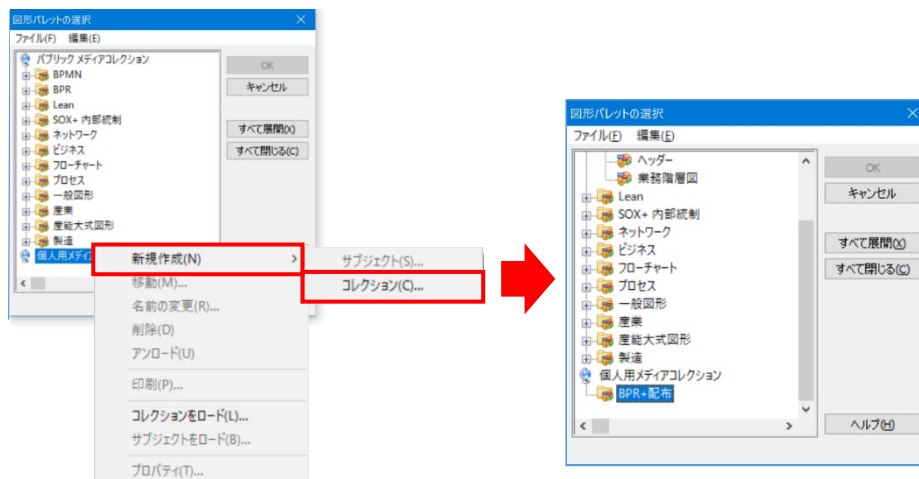 図形パレットの選択
ファイル(F) 編集(E)
パブリック メディアコレクション
BPMN
BPR
Lean
SOX+ 内部統制
ネットワーク
ビジネス
フローチャート
プロセス
一般図形
産業
産能大式図形
製造
個人用メディ
OK
キャンセル
すべて展開(X)
すべて閉じる(C)
新規作成(N)
移動(M)...
名前の変更(R)...
削除(D)
アンロード(U)
印刷(P)...
コレクションをロード(L)...
サブジェクトをロード(B)...
プロパティ(T)...
サブジェクト(S)...
コレクション(C)...
図形パレットの選択
ファイル(F) 編集(E)
ヘッダー
業務階層図
Lean
SOX+ 内部統制
ネットワーク
ビジネス
フローチャート
プロセス
一般図形
産業
産能大式図形
製造
個人用メディアコレクション
BPR+配布
OK
キャンセル
すべて展開(X)
すべて閉じる(C)
ヘルプ(H)